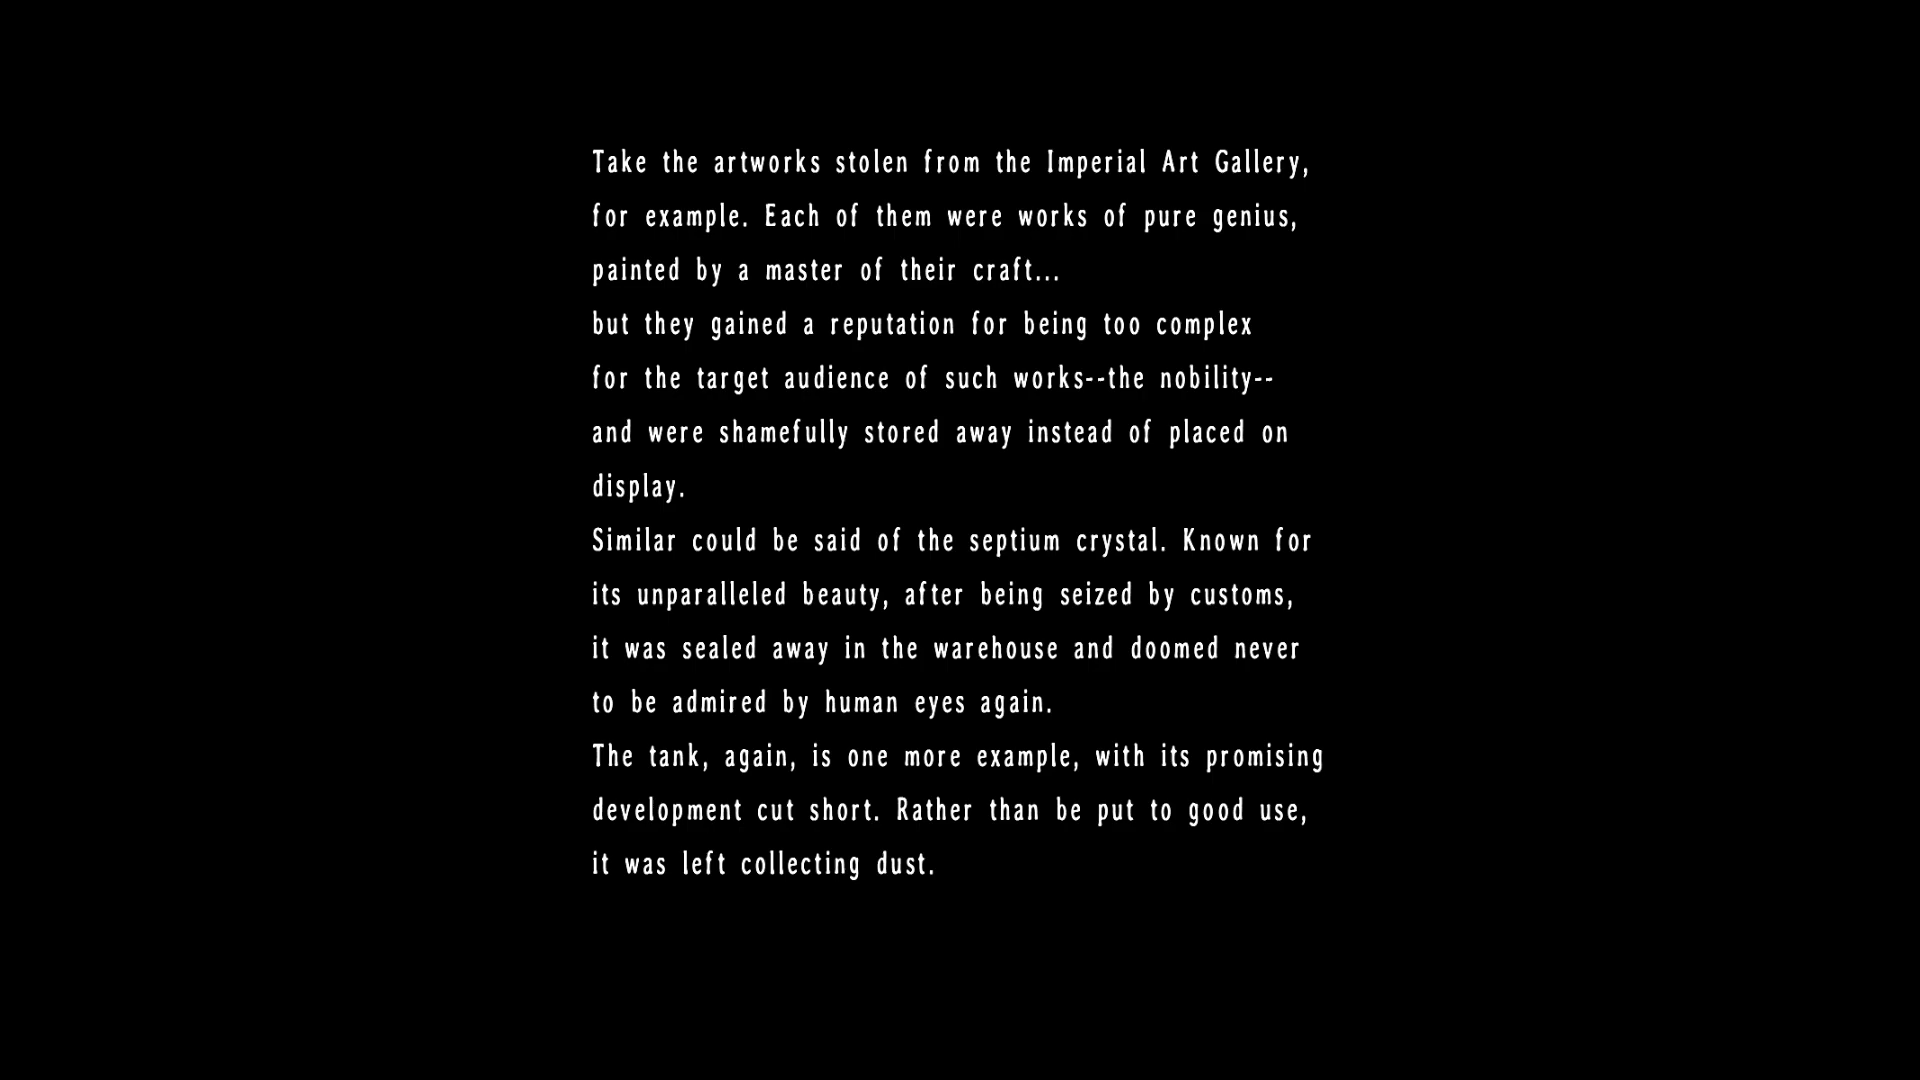 Take the artworks stolen from the Imperial Art Gallery,
for example. Each of them were works of pure genius,
painted by a master of their craft...
but they gained a reputation for being too complex
for the target audience of such works--the nobility--
and were shamefully stored away instead of placed on
display.
Similar could be said of the septium crystal. Known for
its unparalleled beauty, after being seized by customs,
it was sealed away in the warehouse and doomed never
to be admired by human eyes again.
The tank, again, is one more example, with its promising
development cut short. Rather than be put to good use,
it was left collecting dust.